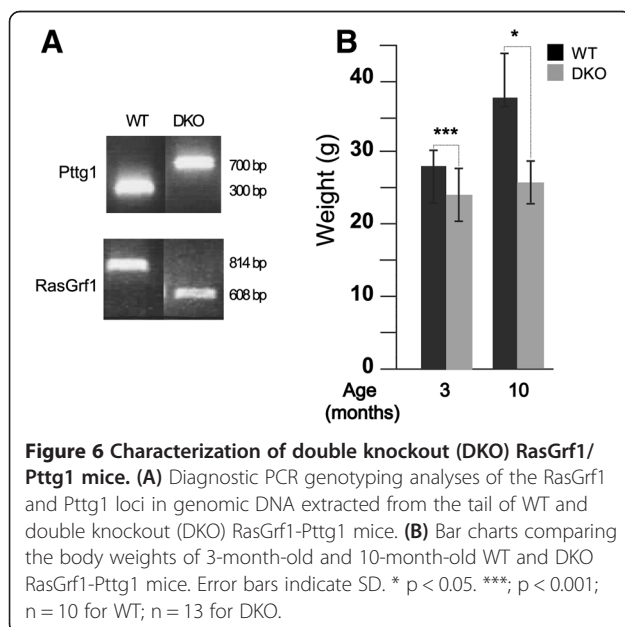 A
WT DKO
Pttg1
700 bp
300 bp
RasGrf1
814 bp
608 bp
B
Weight (g)
40
30
20
10
0
*
***
WT
DKO
Age
(months)
3 10
Figure 6 Characterization of double knockout (DKO) RasGrf1/
Pttg1 mice. (A) Diagnostic PCR genotyping analyses of the RasGrf1
and Pttg1 loci in genomic DNA extracted from the tail of WT and
double knockout (DKO) RasGrf1-Pttg1 mice. (B) Bar charts comparing
the body weights of 3-month-old and 10-month-old WT and DKO
RasGrf1-Pttg1 mice. Error bars indicate SD. * p < 0.05. ***; p < 0.001;
n = 10 for WT; n = 13 for DKO.